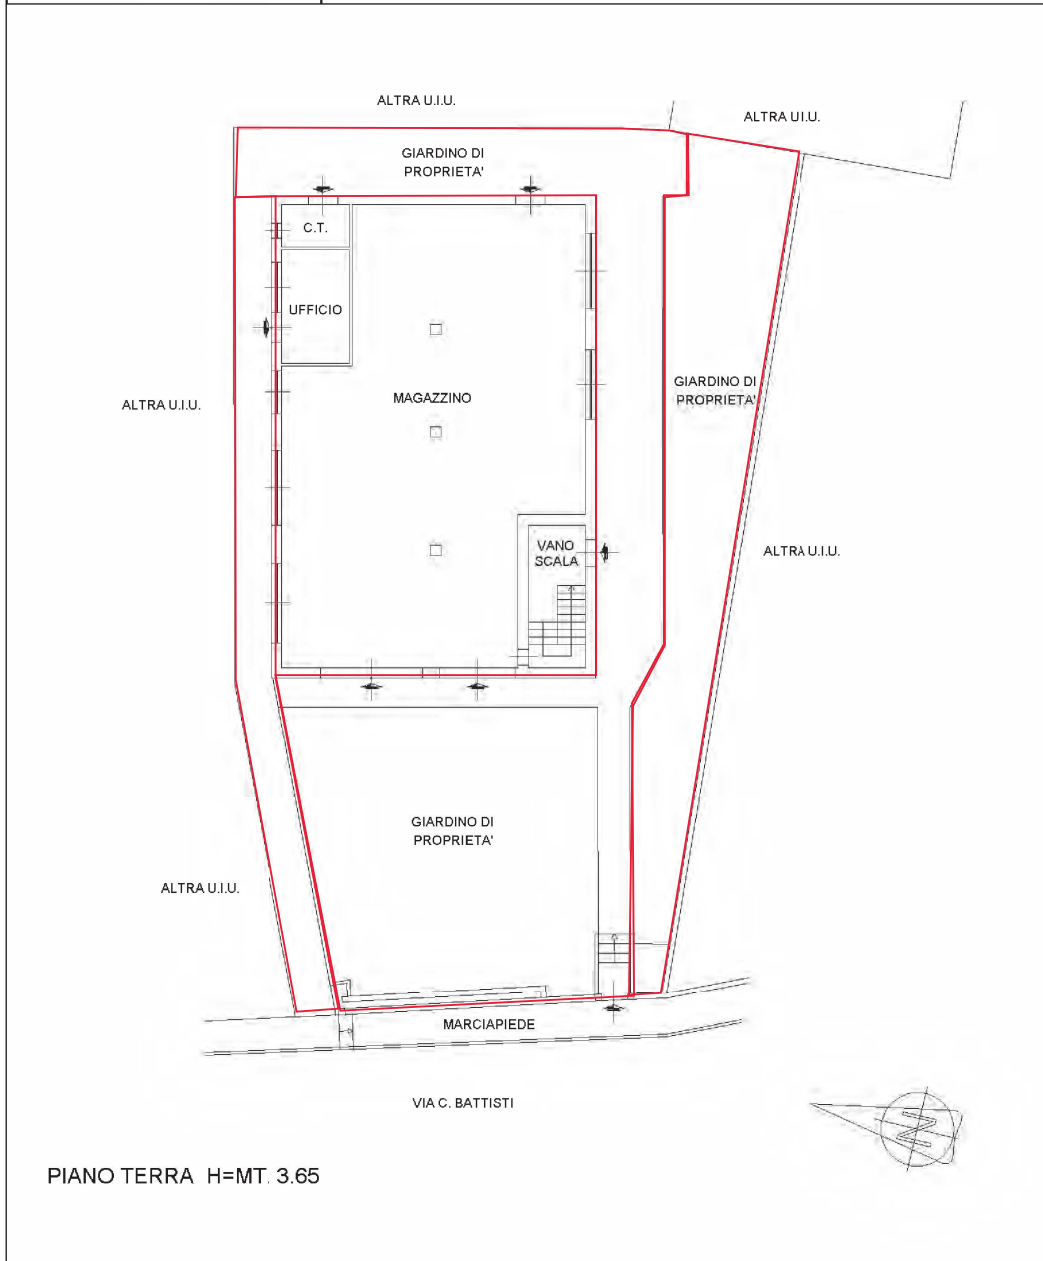 ALTRA U.I.U.
ALTRA U.I.U.
GIARDINO DI
PROPRIETA'
C.T.
UFFICIO
MAGAZZINO
GIARDINO DI
PROPRIETA'
ALTRA U.I.U.
VANO
SCALA
ALTRA U.I.U.
GIARDINO DI
PROPRIETA'
ALTRA U.I.U.
MARCIAPIEDE
VIA C. BATTISTI
N
PIANO TERRA H=MT. 3.65